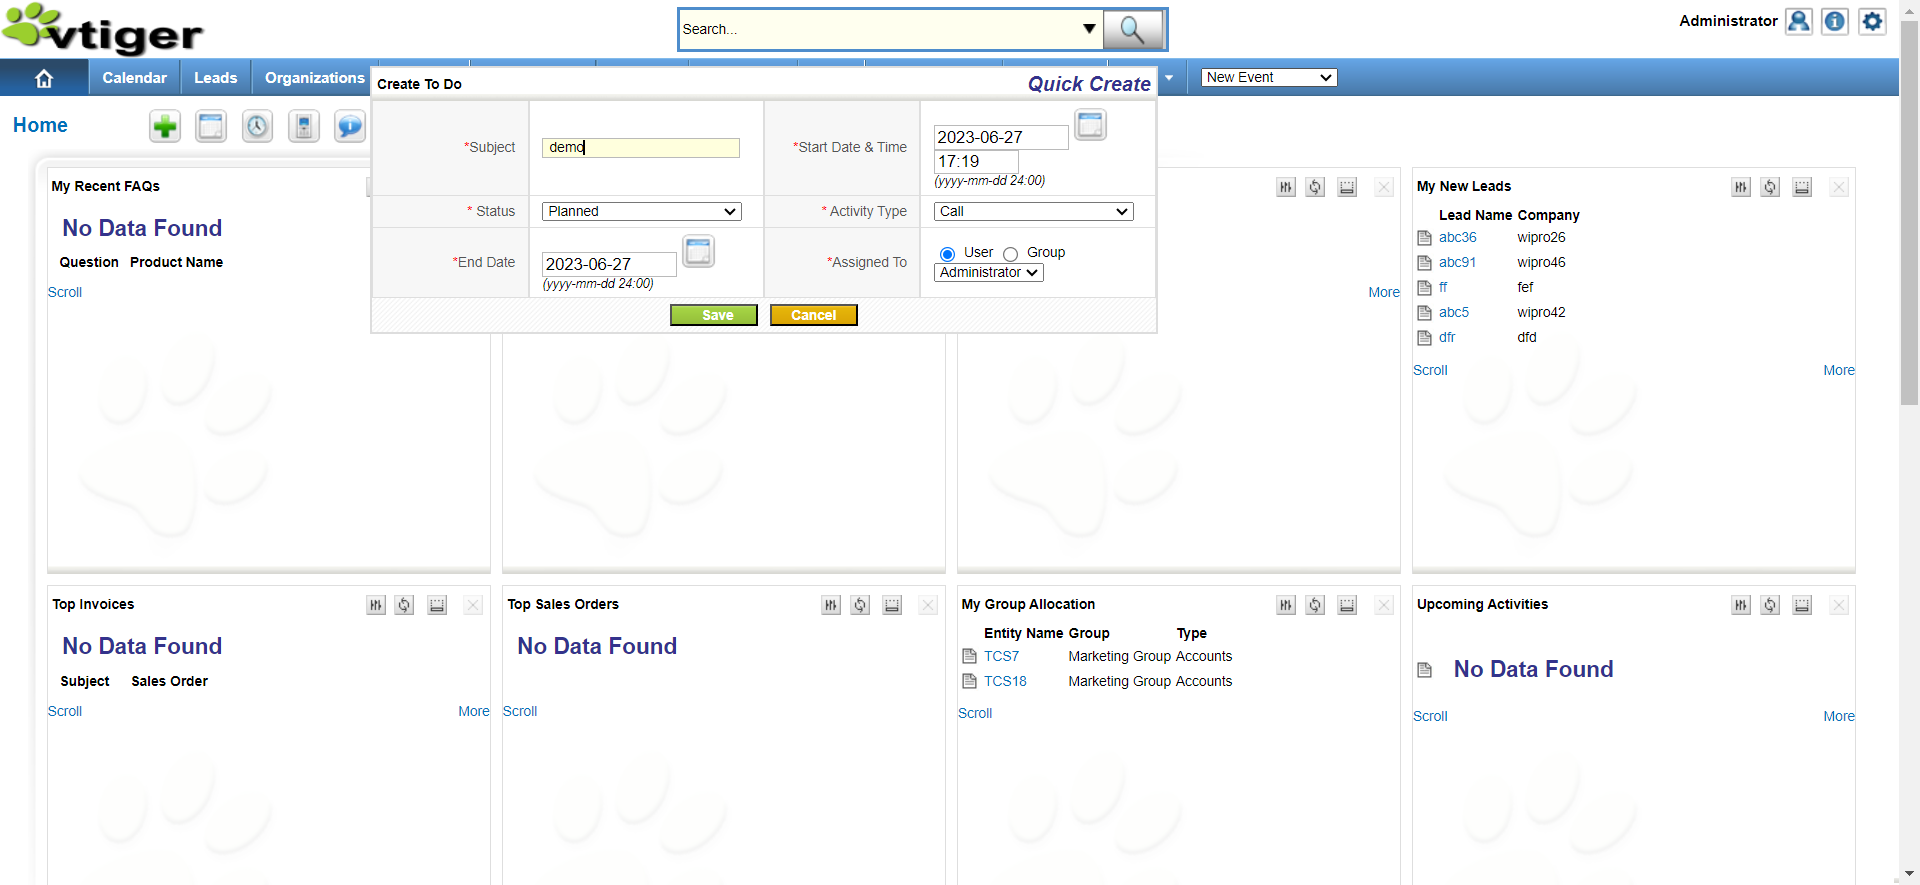 vtiger
Search...
Administrator
Calendar
Leads
Organizations
New Event
Home
Create To Do
Quick Create
*Subject
demo
*Start Date & Time
2023-06-27
17:19
(yyyy-mm-dd 24:00)
* Status
Planned
* Activity Type
Call
*End Date
2023-06-27
(yyyy-mm-dd 24:00)
*Assigned To
User
Group
Administrator
Save
Cancel
My Recent FAQs
No Data Found
Question Product Name
Scroll
More
My New Leads
Lead Name Company
abc36 wipro26
abc91 wipro46
ff fef
abc5 wipro42
dfr dfd
Scroll
More
Top Invoices
No Data Found
Subject Sales Order
Scroll
More
Top Sales Orders
No Data Found
Scroll
My Group Allocation
Entity Name Group Type
TCS7 Marketing Group Accounts
TCS18 Marketing Group Accounts
Scroll
Upcoming Activities
No Data Found
Scroll
More